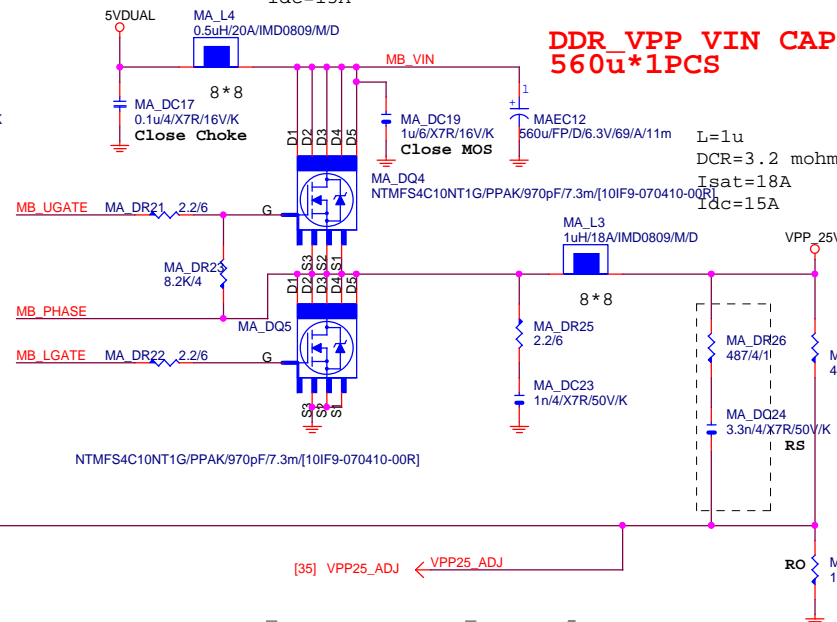 5VDUAL
MA_L4
0.5uH/20A/IMD0809/M/D
8*8
MB_VIN
DDR_VPP VIN CAP
560u*1PCS
MA_DC17
0.1u/4/X7R/16V/K
Close Choke
D1
D2
D3
D4
D5
MA_DC19
1u/6/X7R/16V/K
Close MOS
1
+
MAEC12
560u/FP/D/6.3V/69/A/11m
L=1u
DCR=3.2 mohm
Isat=18A
Idc=15A
MA_DQ4
NTMFS4C10NT1G/PPAK/970pF/7.3m/[10IF9-070410-00R]
MB_UGATE
MA_DR21
2.2/6
G
S3
S2
S1
MA_DR23
8.2K/4
MA_L3
1uH/18A/IMD0809/M/D
8*8
VPP_25V
D1
D2
D3
D4
D5
MB_PHASE
MA_DQ5
MB_LGATE
MA_DR22
2.2/6
G
S3
S2
S1
MA_DR25
2.2/6
MA_DC23
1n/4/X7R/50V/K
MA_DR26
487/4/1
MA_DC24
3.3n/4/X7R/50V/K
RS
NTMFS4C10NT1G/PPAK/970pF/7.3m/[10IF9-070410-00R]
[35] VPP25_ADJ
VPP25_ADJ
RO